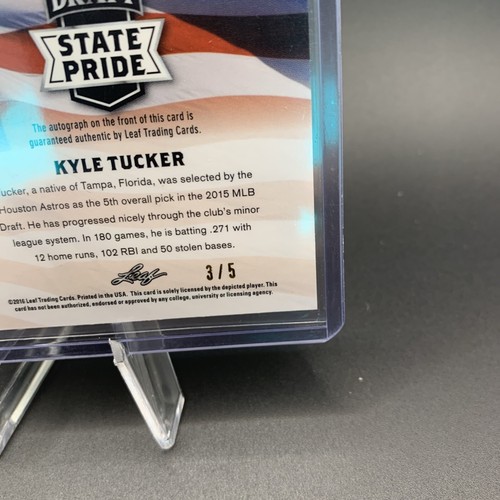 DRAFT
STATE
PRIDE
The autograph on the front of this card is
guaranteed authentic by Leaf Trading Cards.
KYLE TUCKER
ucker, a native of Tampa, Florida, was selected by the
Houston Astros as the 5th overall pick in the 2015 MLB
Draft. He has progressed nicely through the club's minor
league system. In 180 games, he is batting .271 with
12 home runs, 102 RBI and 50 stolen bases.
Leaf 3/5
©2016 Leaf Trading Cards. Printed in the USA. This card is solely licensed by the depicted player. This
card has not been authorized, endorsed or approved by any college, university or licensing agency.